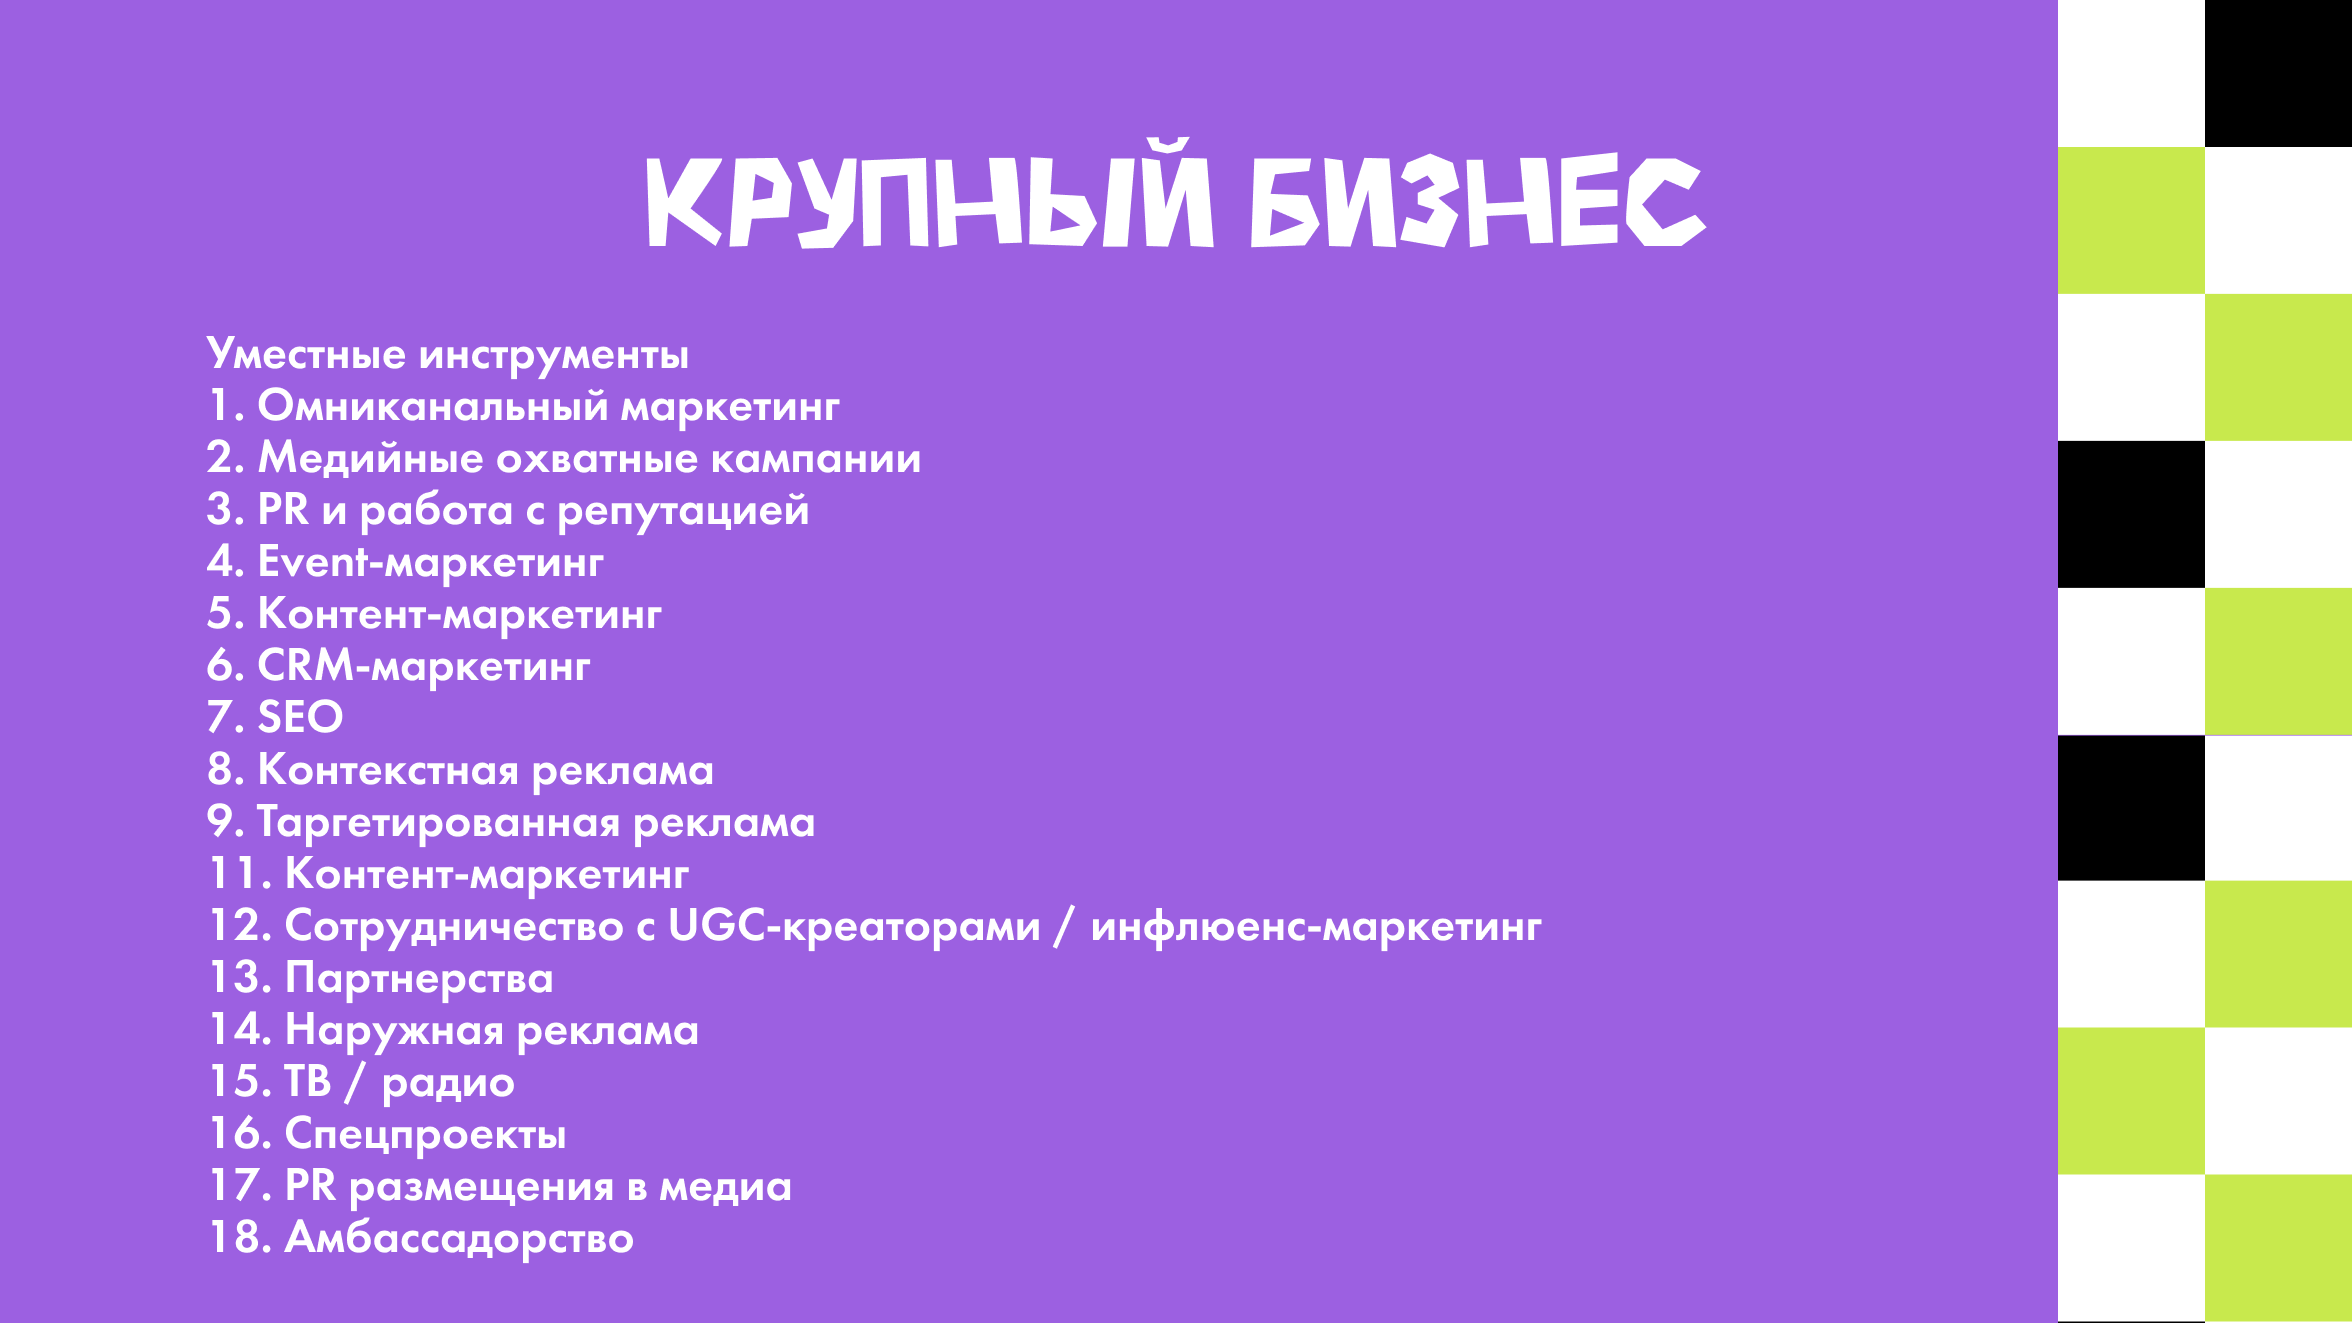 КРУПНЫЙ БИЗНЕС
Уместные инструменты
1. Омниканальный маркетинг
2. Медийные охватные кампании
3. PR и работа с репутацией
4. Event-маркетинг
5. Контент-маркетинг
6. CRM-маркетинг
7. SEO
8. Контекстная реклама
9. Таргетированная реклама
11. Контент-маркетинг
12. Сотрудничество с UGC-креаторами / инфлюенс-маркетинг
13. Партнерства
14. Наружная реклама
15. ТВ / радио
16. Спецпроекты
17. PR размещения в медиа
18. Амбассадорство